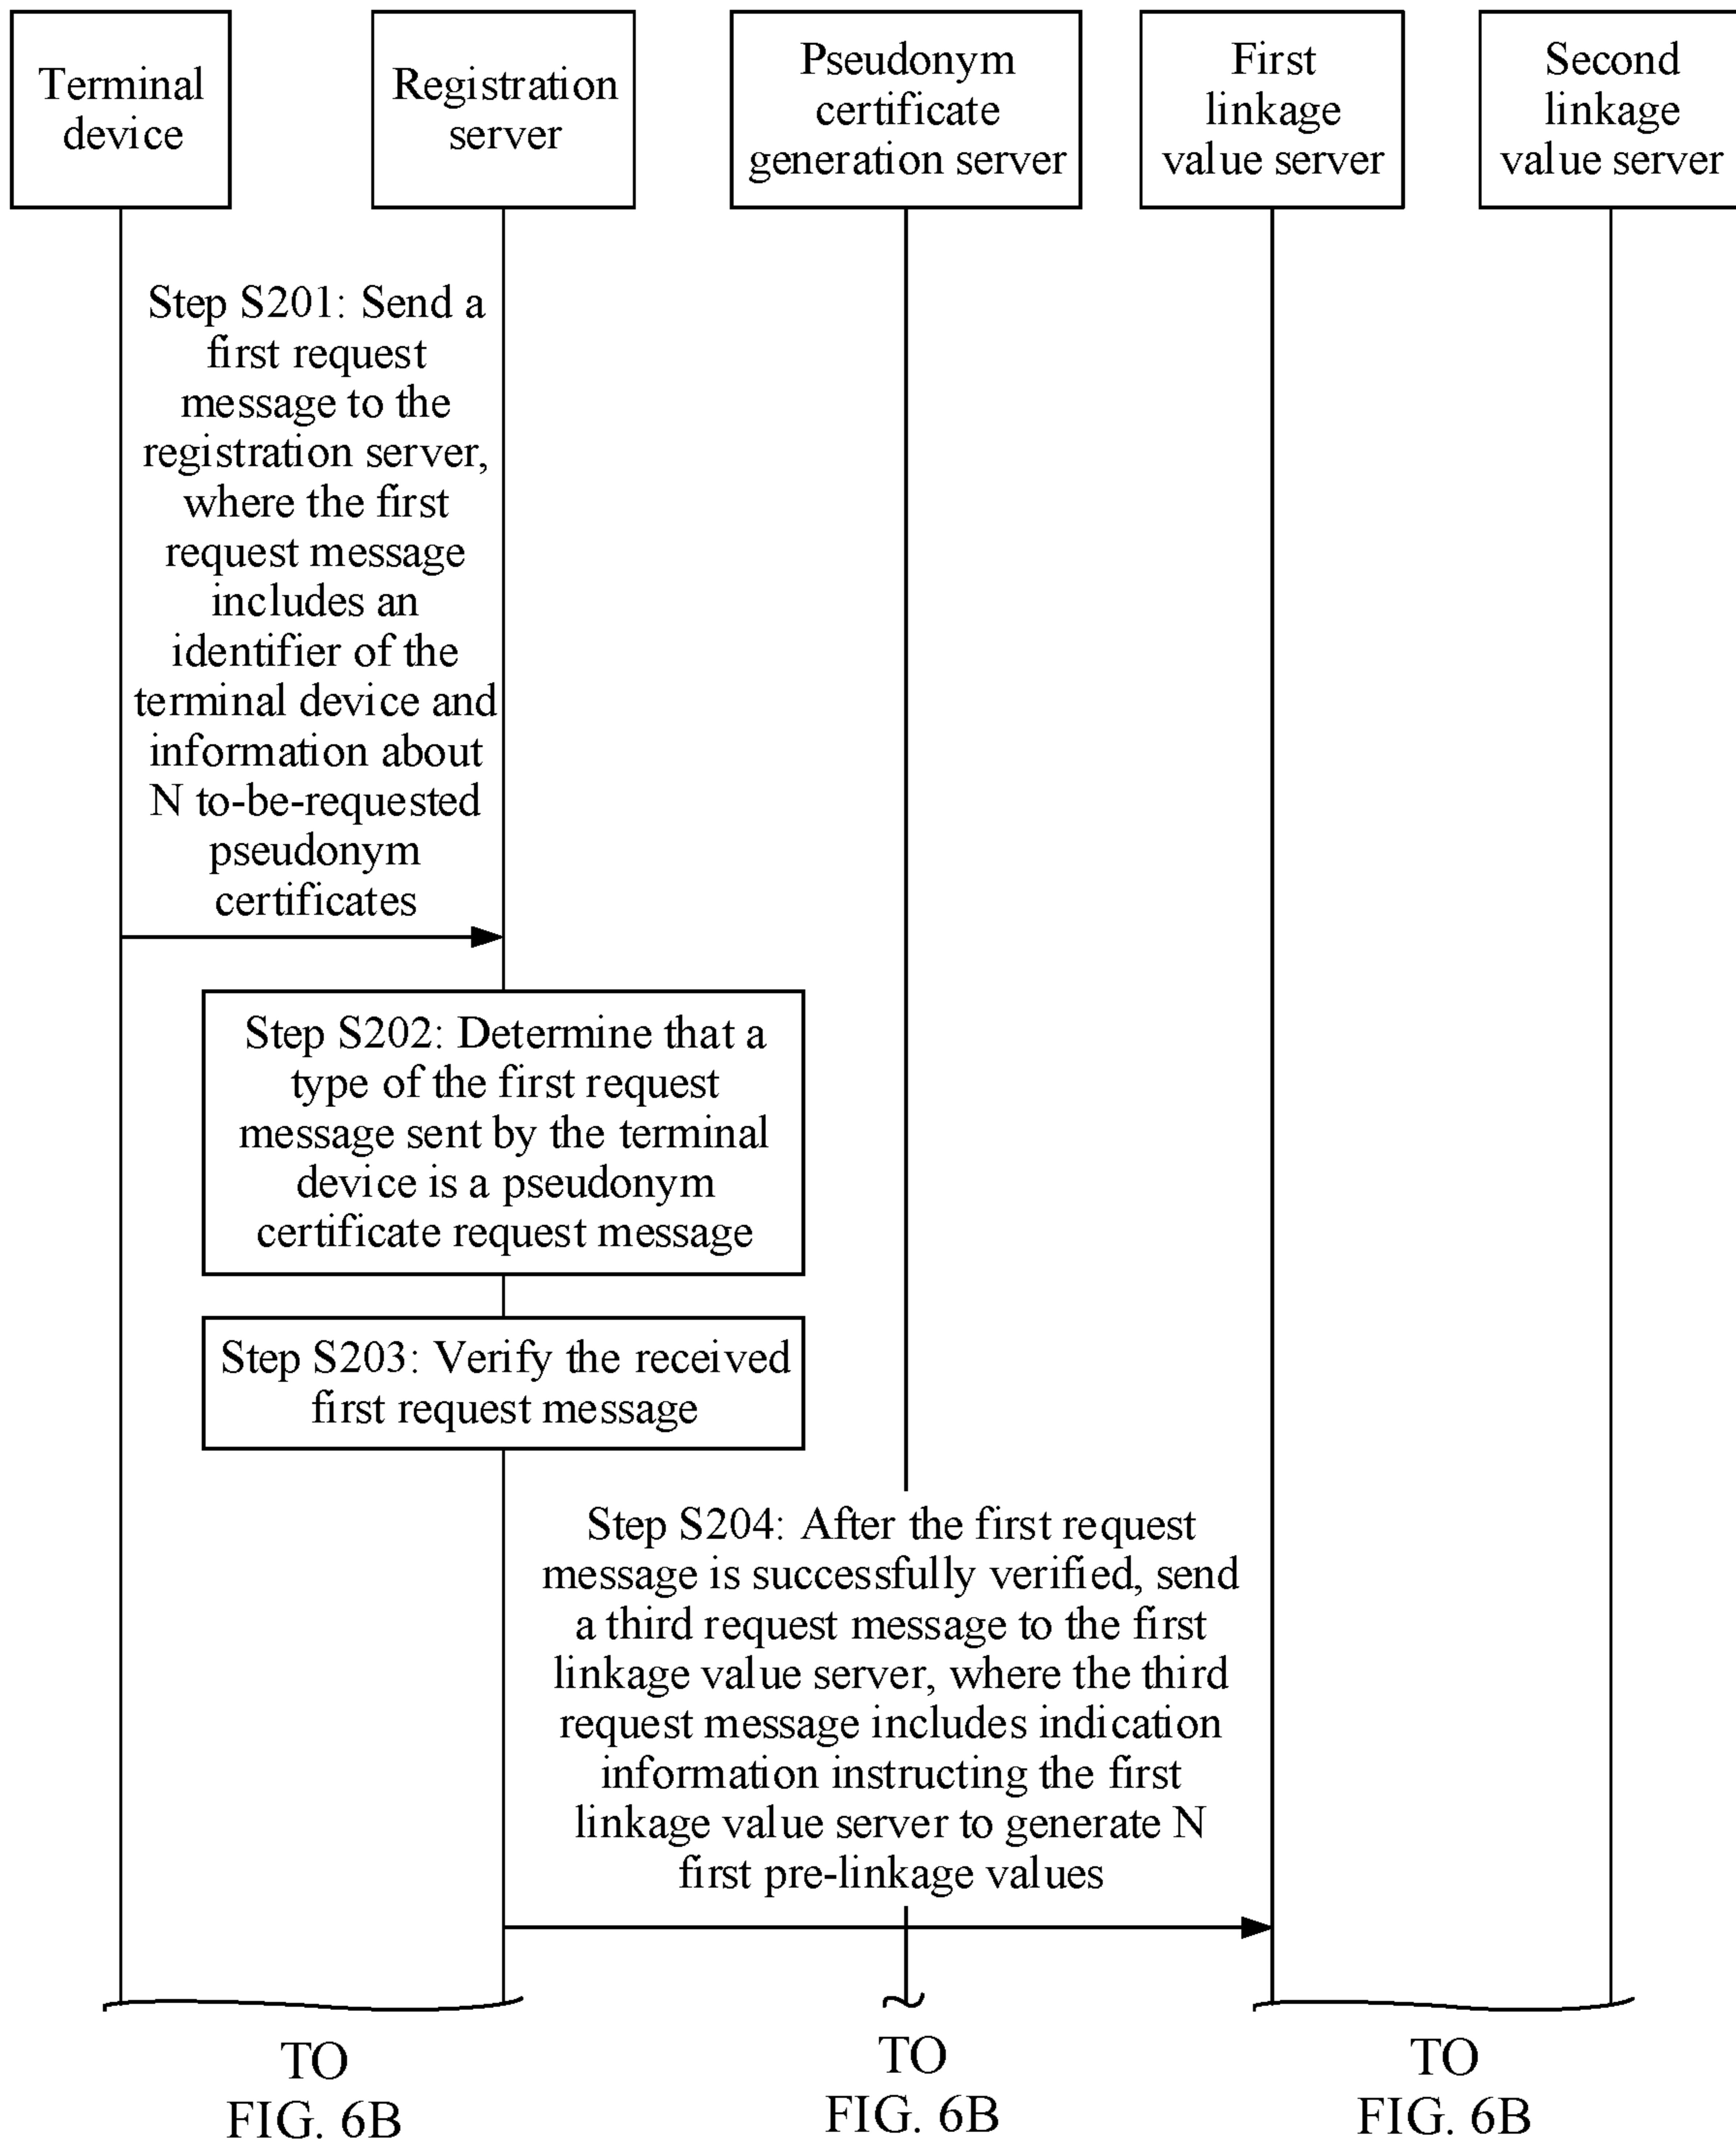 Terminal
device
Registration
server
Pseudonym
certificate
generation server
First
linkage
value server
Second
linkage
value server
Step S201: Send a
first request
message to the
registration server,
where the first
request message
includes an
identifier of the
terminal device and
information about
N to-be-requested
pseudonym
certificates
Step S202: Determine that a
type of the first request
message sent by the terminal
device is a pseudonym
certificate request message
Step S203: Verify the received
first request message
Step S204: After the first request
message is successfully verified, send
a third request message to the first
linkage value server, where the third
request message includes indication
information instructing the first
linkage value server to generate N
first pre-linkage values
TO
FIG. 6B
TO
FIG. 6B
TO
FIG. 6B